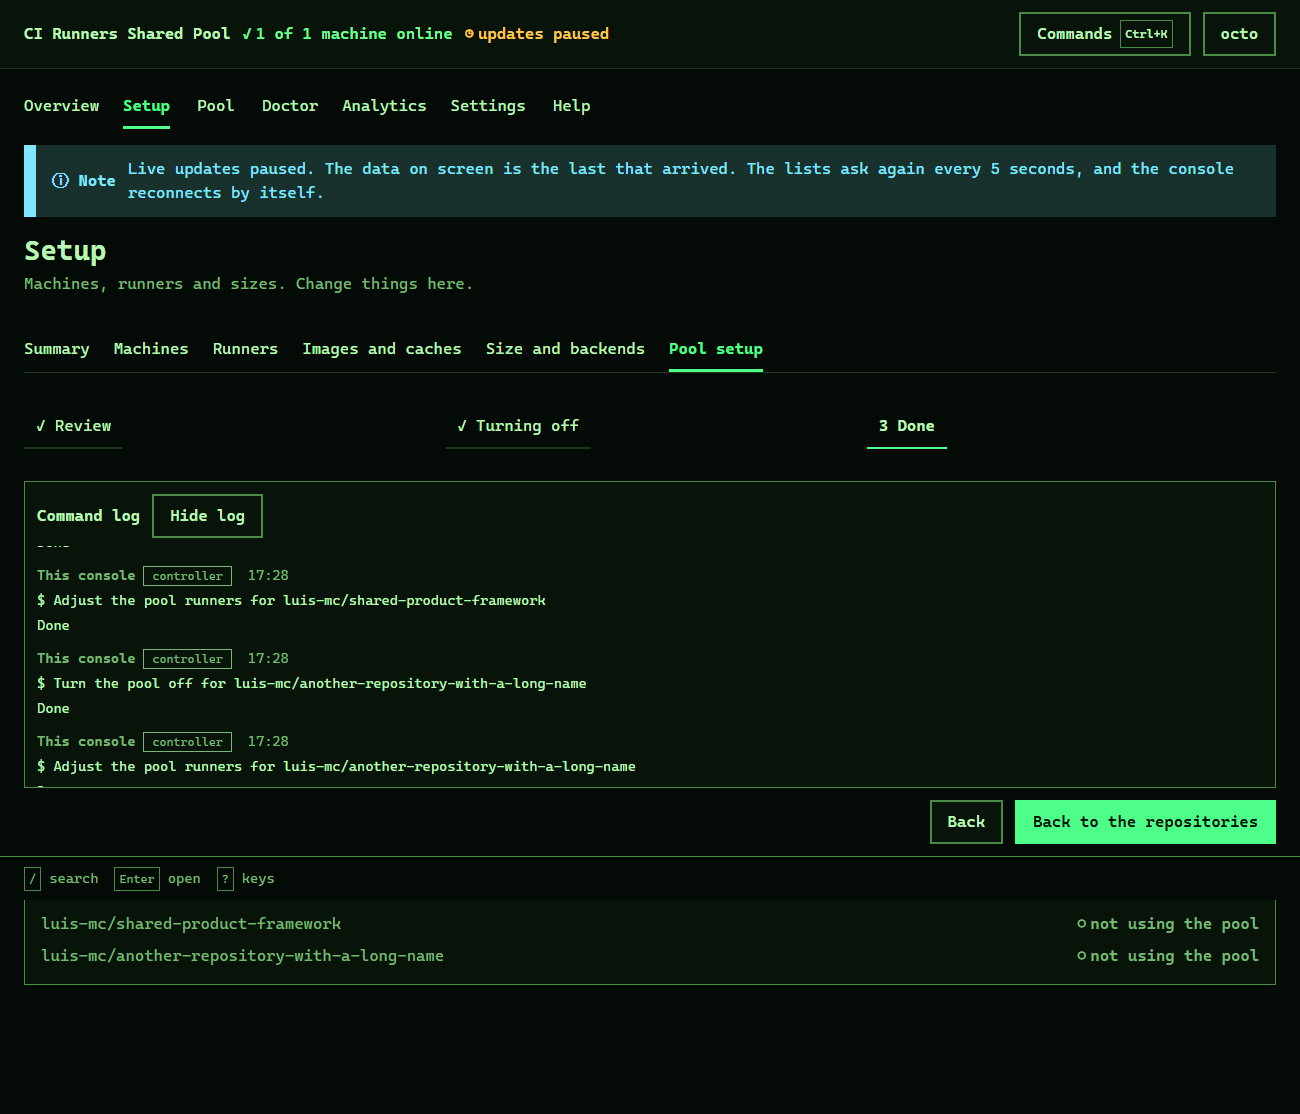 CI Runners Shared Pool ✓1 of 1 machine online updates paused Commands Ctrl+K octo
Overview Setup Pool Doctor Analytics Settings Help
Note Live updates paused. The data on screen is the last that arrived. The lists ask again every 5 seconds, and the console
reconnects by itself.
Setup
Machines, runners and sizes. Change things here.
Summary Machines Runners Images and caches Size and backends Pool setup
✓ Review ✓ Turning off 3 Done
Command log Hide log
This console controller 17:28
$ Adjust the pool runners for luis-mc/shared-product-framework
Done
This console controller 17:28
$ Turn the pool off for luis-mc/another-repository-with-a-long-name
Done
This console controller 17:28
$ Adjust the pool runners for luis-mc/another-repository-with-a-long-name
Back Back to the repositories
/ search Enter open ? keys
luis-mc/shared-product-framework not using the pool
luis-mc/another-repository-with-a-long-name not using the pool